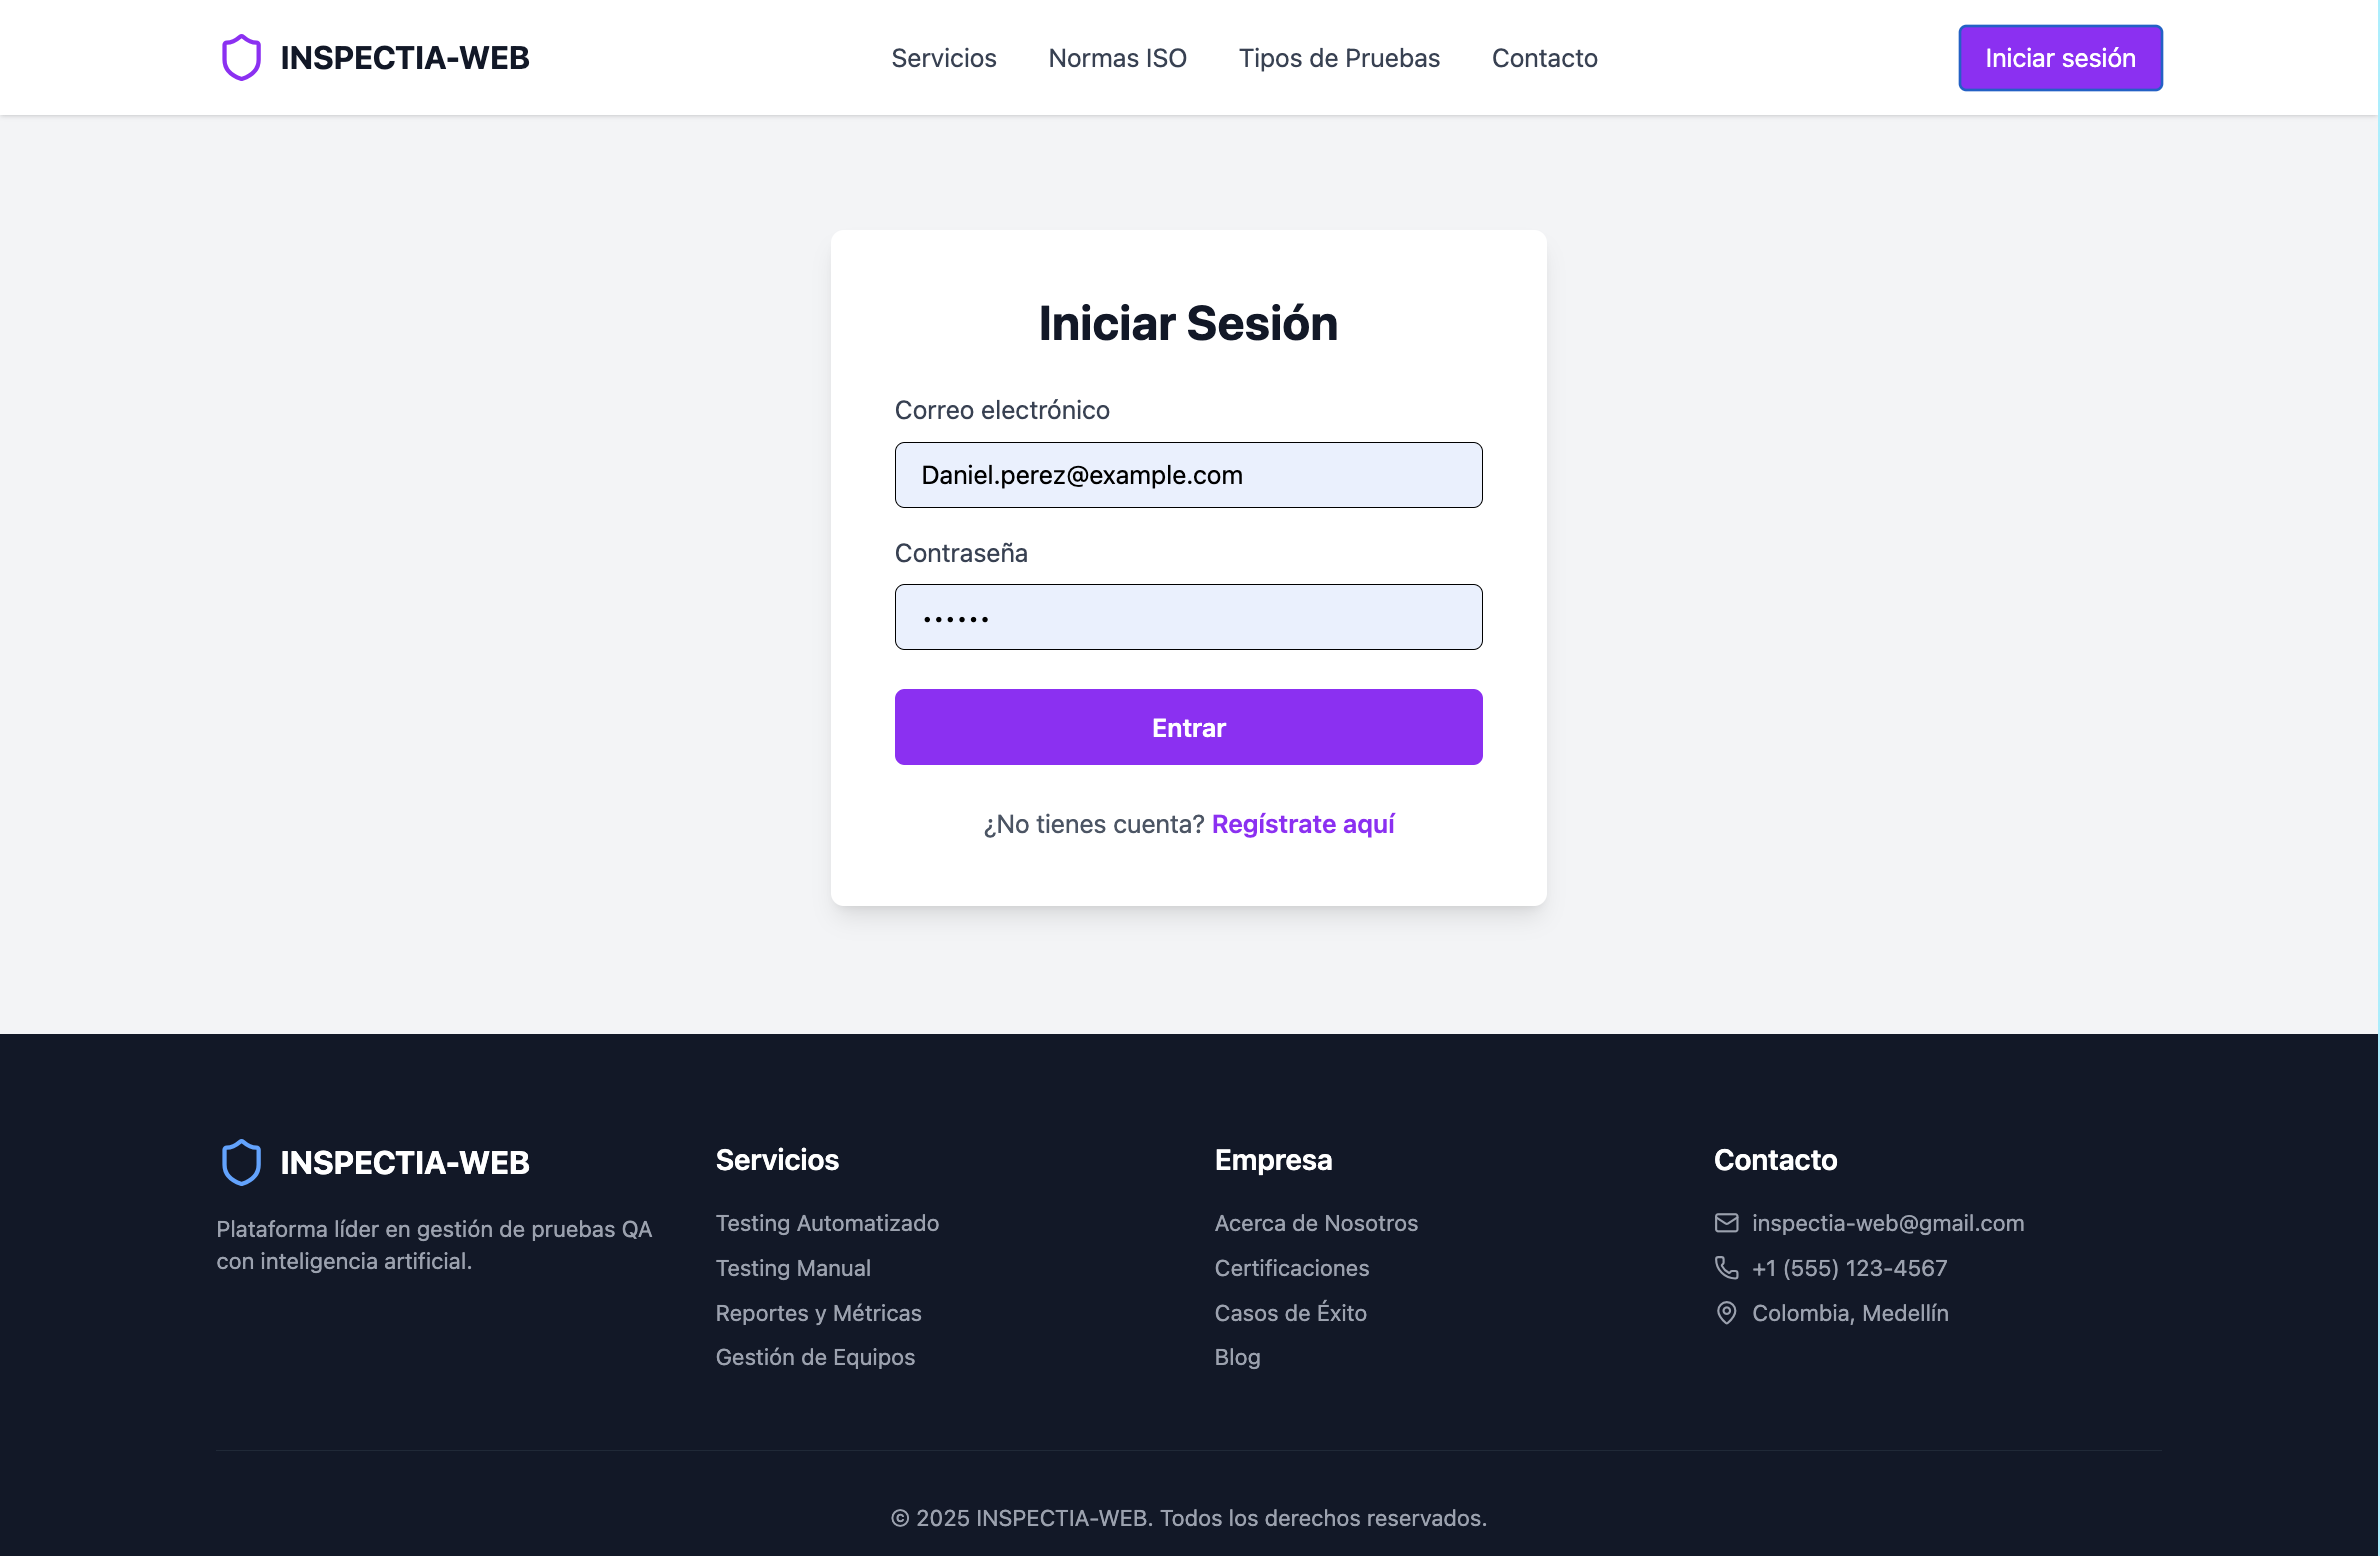 INSPECTIA-WEB
Servicios
Normas ISO
Tipos de Pruebas
Contacto
Iniciar sesión
Iniciar Sesión
Correo electrónico
Daniel.perez@example.com
Contraseña
••••••
Entrar
¿No tienes cuenta? Regístrate aquí
INSPECTIA-WEB
Plataforma líder en gestión de pruebas QA
con inteligencia artificial.
Servicios
Testing Automatizado
Testing Manual
Reportes y Métricas
Gestión de Equipos
Empresa
Acerca de Nosotros
Certificaciones
Casos de Éxito
Blog
Contacto
inspectia-web@gmail.com
+1 (555) 123-4567
Colombia, Medellín
© 2025 INSPECTIA-WEB. Todos los derechos reservados.